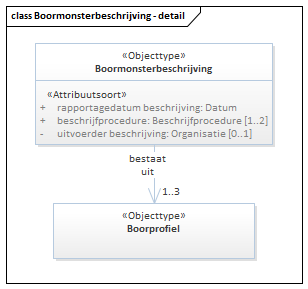 class Boormonsterbeschrijving - detail
«Objecttype»
Boormonsterbeschrijving
«Attribuutsoort»
+ rapportagedatum beschrijving: Datum
+ beschrijfprocedure: Beschrijfprocedure [1..2]
- uitvoerder beschrijving: Organisatie [0..1]
bestaat
uit
1..3
«Objecttype»
Boorprofiel